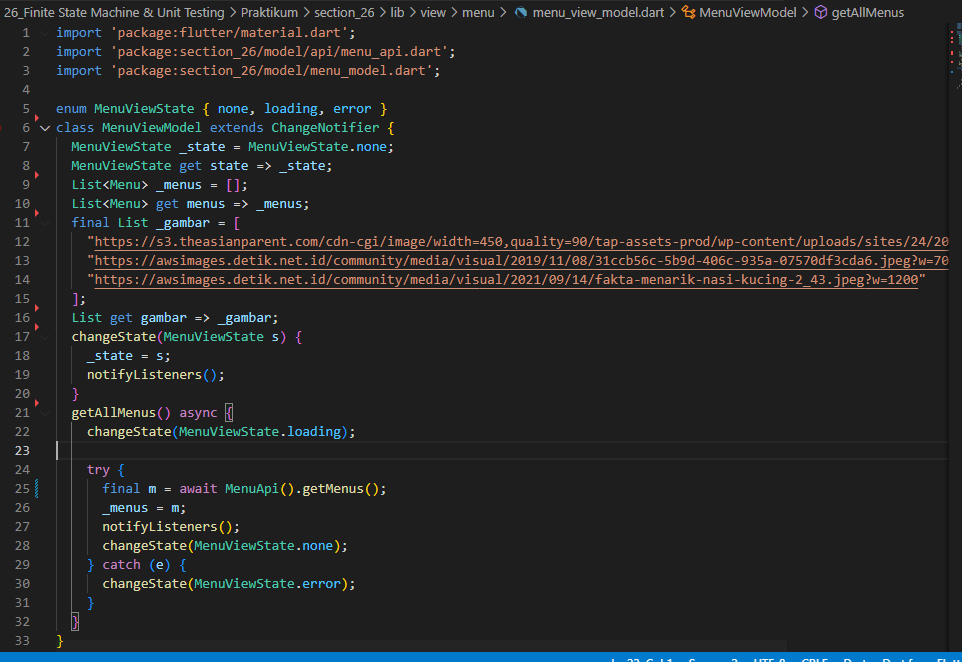 26_Finite State Machine & Unit Testing > Praktikum > section_26 > lib > view > menu > menu_view_model.dart > MenuViewModel > getAllMenus
1 import 'package:flutter/material.dart';
2 import 'package:section_26/model/api/menu_api.dart';
3 import 'package:section_26/model/menu_model.dart';
4
5 enum MenuViewState { none, loading, error }
6 class MenuViewModel extends ChangeNotifier {
7 MenuViewState _state = MenuViewState.none;
8 MenuViewState get state => _state;
9 List<Menu> _menus = [];
10 List<Menu> get menus => _menus;
11 final List _gambar = [
12 "https://s3.theasianparent.com/cdn-cgi/image/width=450,quality=90/tap-assets-prod/wp-content/uploads/sites/24/20
13 "https://awsimages.detik.net.id/community/media/visual/2019/11/08/31ccb56c-5b9d-406c-935a-07570df3cda6.jpeg?w=70
14 "https://awsimages.detik.net.id/community/media/visual/2021/09/14/fakta-menarik-nasi-kucing-2_43.jpeg?w=1200"
15 ];
16 List get gambar => _gambar;
17 changeState(MenuViewState s) {
18 _state = s;
19 notifyListeners();
20 }
21 getAllMenus() async {
22 changeState(MenuViewState.loading);
23
24 try {
25 final m = await MenuApi().getMenus();
26 _menus = m;
27 notifyListeners();
28 changeState(MenuViewState.none);
29 } catch (e) {
30 changeState(MenuViewState.error);
31 }
32 }
33 }